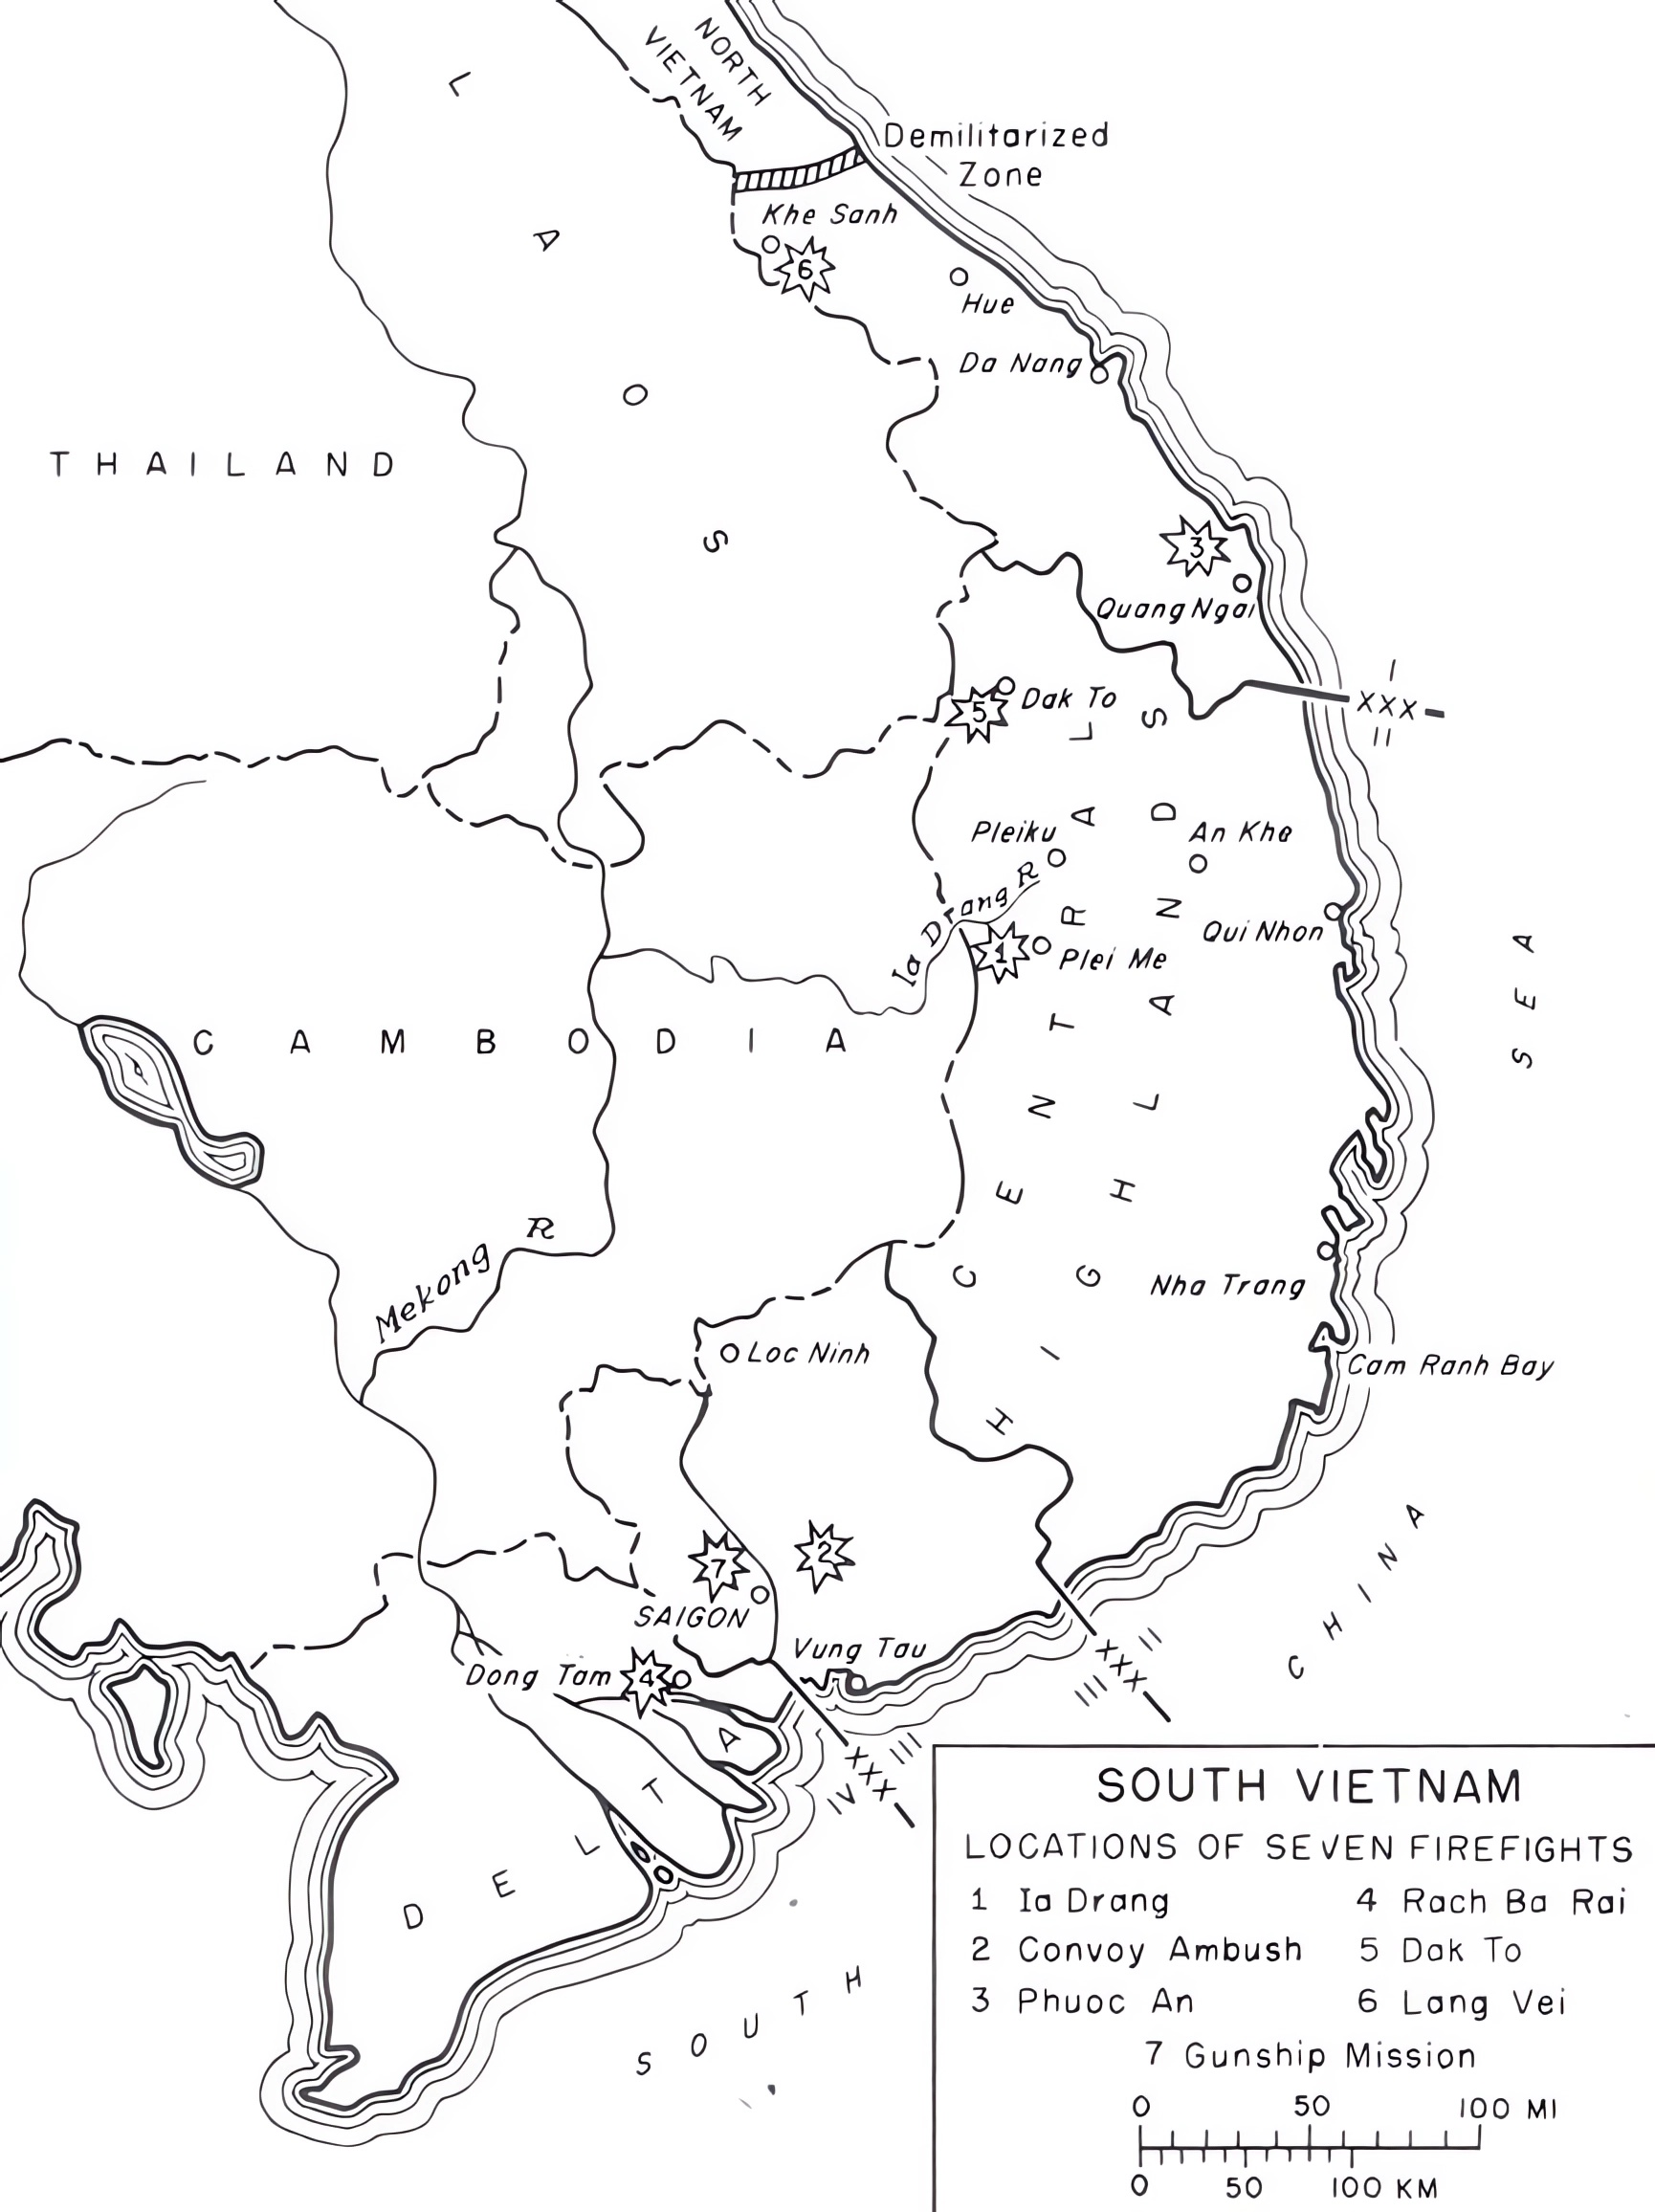 NORTH
VIETNAM
L A O S
Demilitarized
Zone
Khe Sanh
6
Hue
Da Nang
THAILAND
3
Quang Ngai
I
XXX
II
5
Dak To
Pleiku
An Khe
Ia Drang R
1
Plei Me
Qui Nhon
CENTRAL
HIGHLANDS
CAMBODIA
Mekong R
Nha Trang
Loc Ninh
Cam Ranh Bay
7
2
SAIGON
Vung Tau
Dong Tam
4
II
XXX
III
III
XXX
IV
DELTA
SOUTH CHINA SEA
SOUTH VIETNAM
LOCATIONS OF SEVEN FIREFIGHTS
1 Ia Drang
4 Rach Ba Rai
2 Convoy Ambush
5 Dak To
3 Phuoc An
6 Lang Vei
7 Gunship Mission
0 50 100 MI
0 50 100 KM